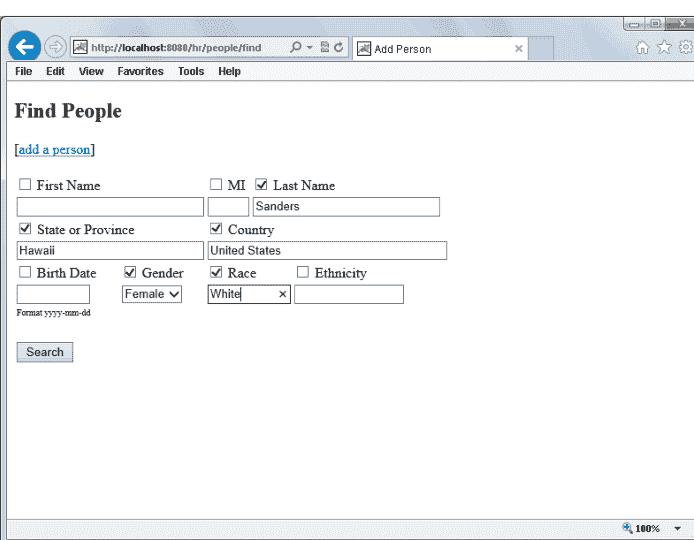 http://localhost:8080/hr/people/find
Add Person
File Edit View Favorites Tools Help
Find People
[add a person]
First Name MI Last Name
Sanders
State or Province Country
Hawaii United States
Birth Date Gender Race Ethnicity
Female White
Format yyyy-mm-dd
Search
100%